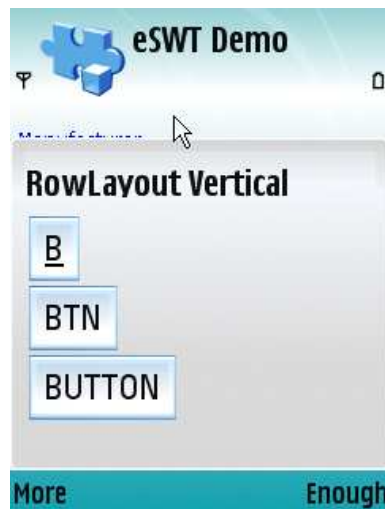 eSWT Demo
RowLayout Vertical
B
BTN
BUTTON
More
Enough